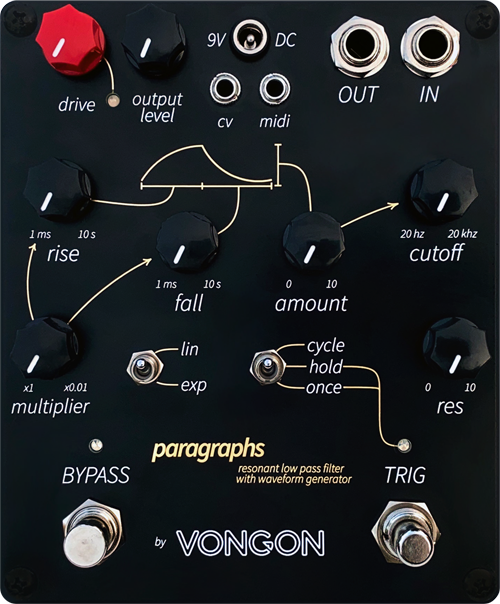 9V DC
drive
output
level
cv midi
OUT IN
1 ms 10 s
rise
20 hz 20 khz
cutoff
1 ms 10 s
fall
0 10
amount
x1 x0.01
multiplier
lin
exp
cycle
hold
once
0 10
res
BYPASS
paragraphs
resonant low pass filter
with waveform generator
TRIG
by VONGON